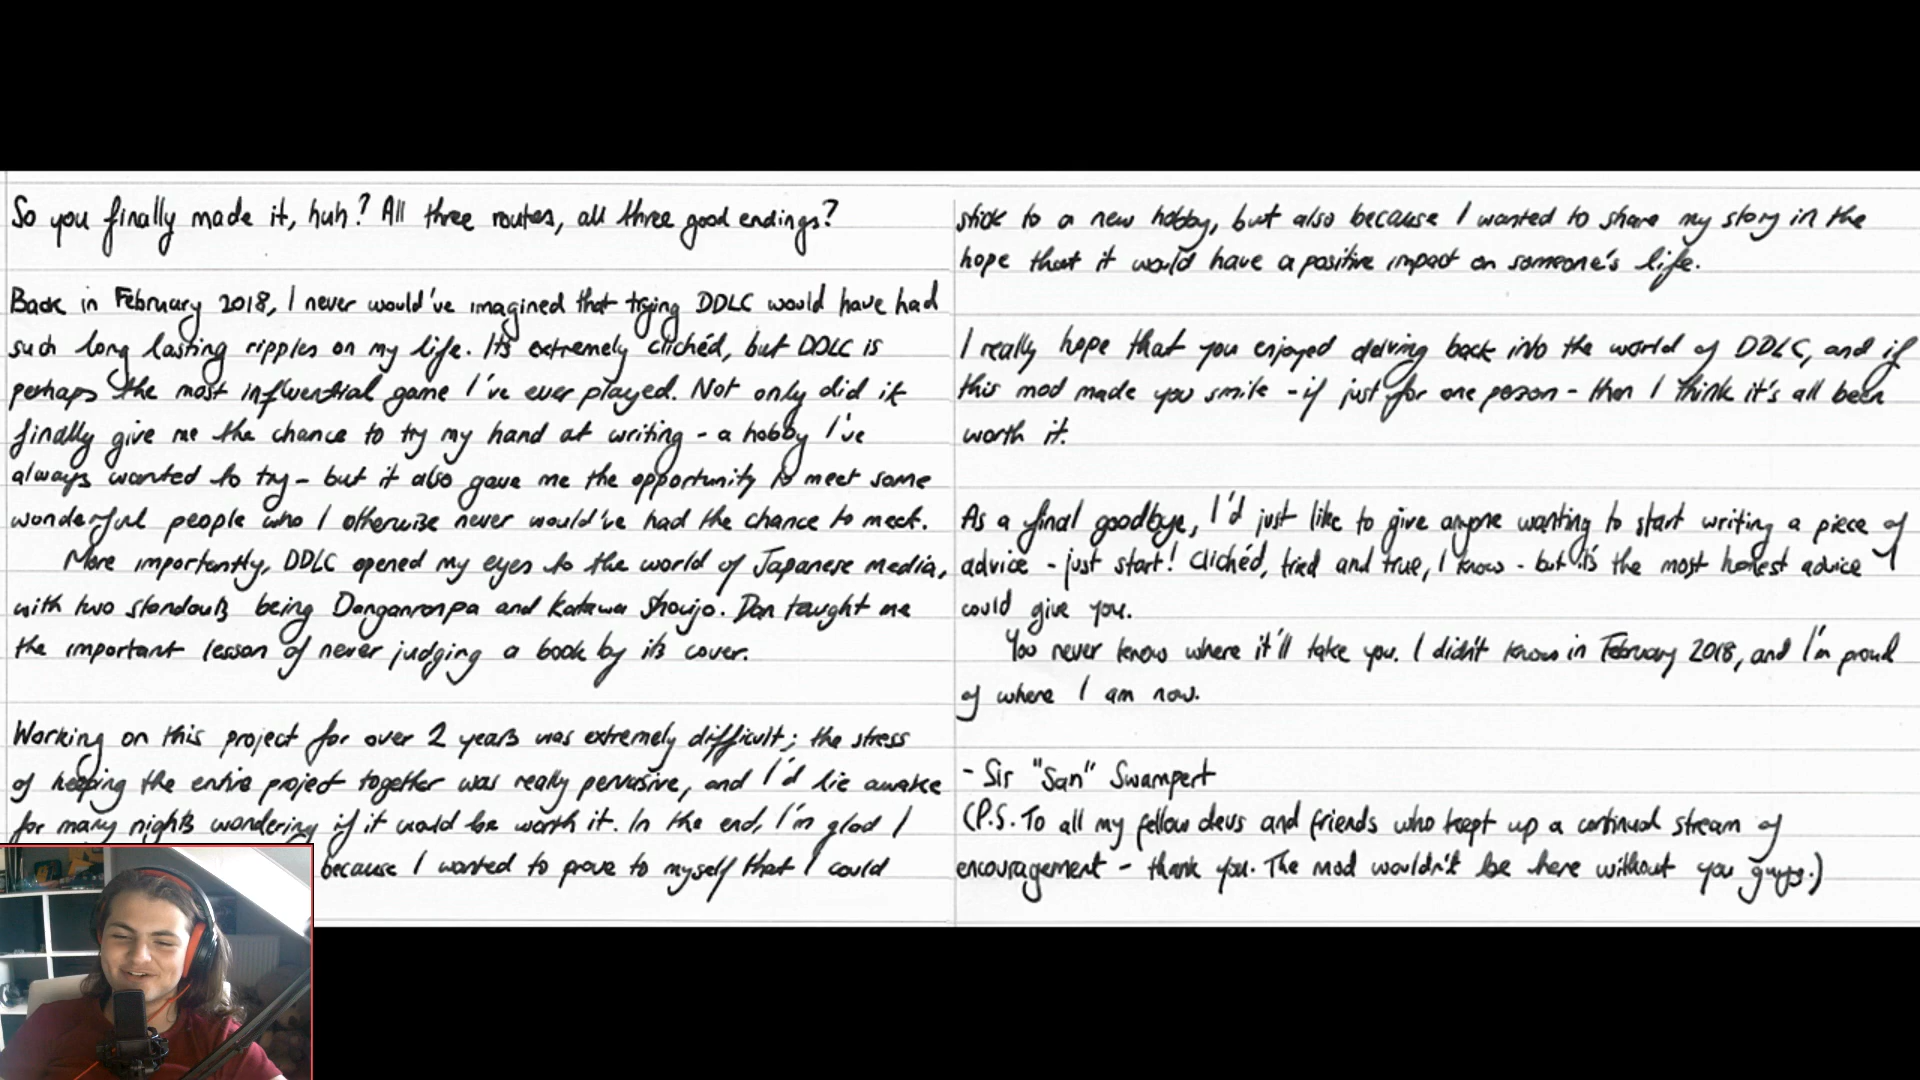 So you finally made it, huh? All three routes, all three good endings?
Back in February 2018, I never would've imagined that trying DDLC would have had
such long lasting ripples on my life. It's extremely clichéd, but DDLC is
perhaps the most influential game I've ever played. Not only did it
finally give me the chance to try my hand at writing - a hobby I've
always wanted to try - but it also gave me the opportunity to meet some
wonderful people who I otherwise never would've had the chance to meet.
More importantly, DDLC opened my eyes to the world of Japanese media,
with two standouts being Danganronpa and Katawa Shoujo. Dan taught me
the important lesson of never judging a book by its cover.
Working on this project for over 2 years was extremely difficult; the stress
of keeping the entire project together was really pervasive, and I'd lie awake
for many nights wondering if it would be worth it. In the end, I'm glad I
because I wanted to prove to myself that I could
stick to a new hobby, but also because I wanted to share my story in the
hope that it would have a positive impact on someone's life.
I really hope that you enjoyed delving back into the world of DDLC, and if
this mod made you smile - if just for one person - then I think it's all been
worth it.
As a final goodbye, I'd just like to give anyone wanting to start writing a piece of
advice - just start! Clichéd, tried and true, I know - but it's the most honest advice I
could give you.
You never know where it'll take you. I didn't know in February 2018, and I'm proud
of where I am now.
- Sir "San" Swampert
(P.S. To all my fellow devs and friends who kept up a continual stream of
encouragement - thank you. The mod wouldn't be here without you guys.)